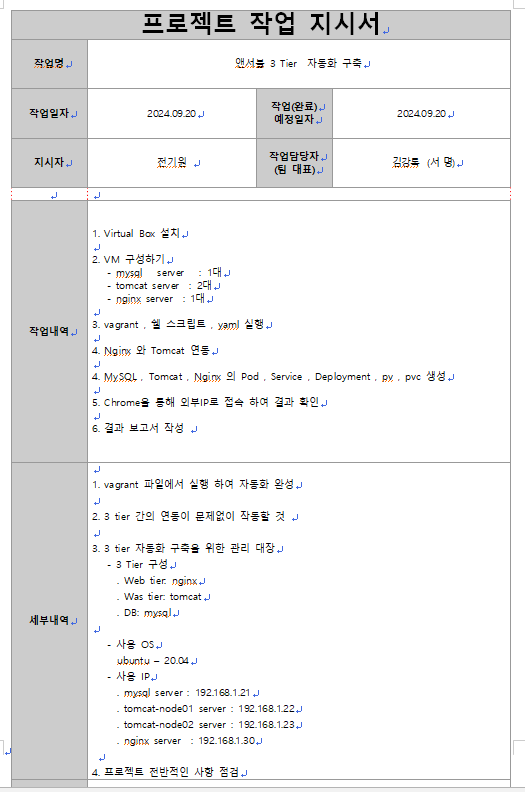 프로젝트 작업 지시서
작업명 앤서블 3 Tier 자동화 구축
작업일자 2024.09.20 작업(완료) 예정일자 2024.09.20
지시자 전기원 작업담당자 (팀 대표) 김강륜 (서 명)
작업내역
1. Virtual Box 설치
2. VM 구성하기
- mysql server : 1대
- tomcat server : 2대
- nginx server : 1대
3. vagrant , 쉘 스크립트 , yaml 실행
4. Nginx 와 Tomcat 연동
4. MySQL , Tomcat , Nginx 의 Pod , Service , Deployment , pv , pvc 생성
5. Chrome을 통해 외부IP로 접속 하여 결과 확인
6. 결과 보고서 작성
세부내역
1. vagrant 파일에서 실행 하여 자동화 완성
2. 3 tier 간의 연동이 문제없이 작동할 것
3. 3 tier 자동화 구축을 위한 관리 대장
- 3 Tier 구성
. Web tier: nginx
. Was tier: tomcat
. DB: mysql
- 사용 OS
ubuntu – 20.04
- 사용 IP
. mysql server : 192.168.1.21
. tomcat-node01 server : 192.168.1.22
. tomcat-node02 server : 192.168.1.23
. nginx server : 192.168.1.30
4. 프로젝트 전반적인 사항 점검